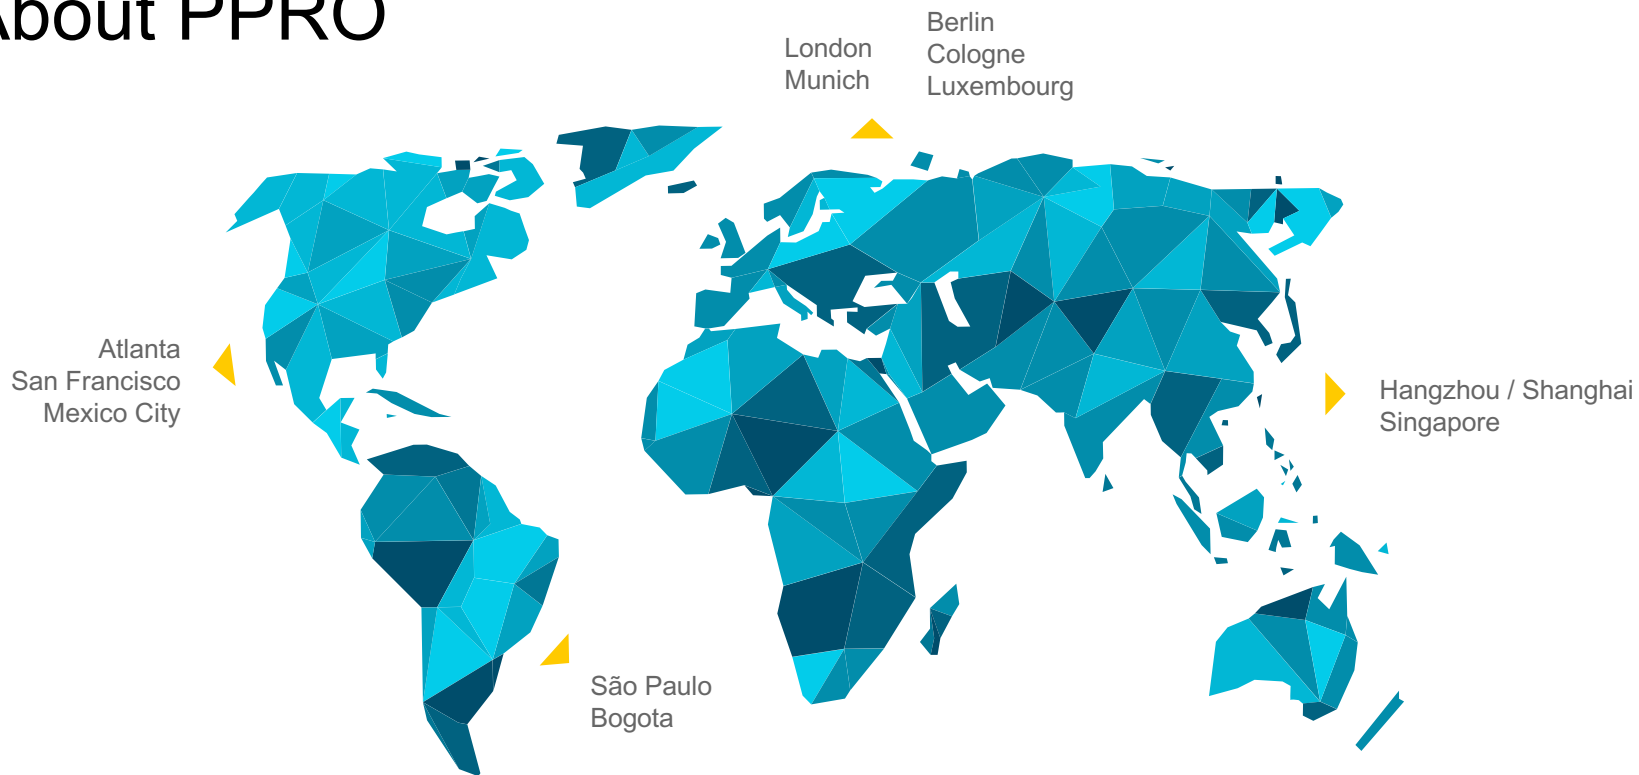 About PPRO
London
Munich
Berlin
Cologne
Luxembourg
Atlanta
San Francisco
Mexico City
Hangzhou / Shanghai
Singapore
São Paulo
Bogota